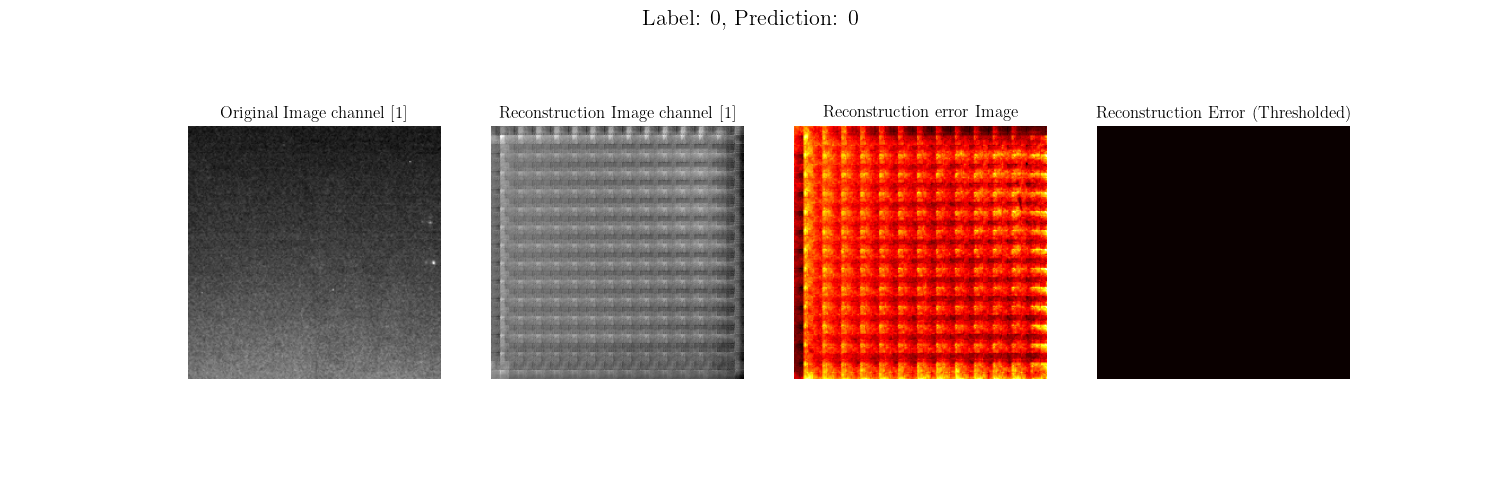 Label: 0, Prediction: 0
Original Image channel [1]
Reconstruction Image channel [1]
Reconstruction error Image
Reconstruction Error (Thresholded)